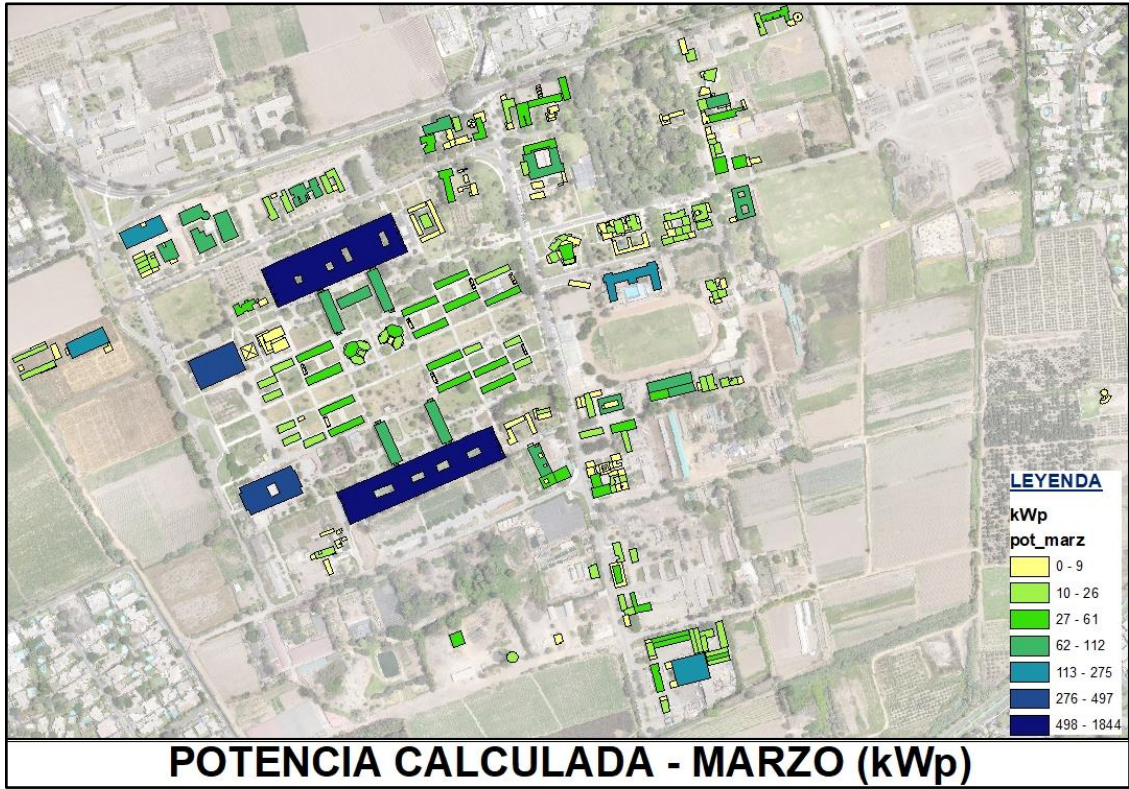 LEYENDA
kWp
pot_marz
0 - 9
10 - 26
27 - 61
62 - 112
113 - 275
276 - 497
498 - 1844
POTENCIA CALCULADA - MARZO (kWp)